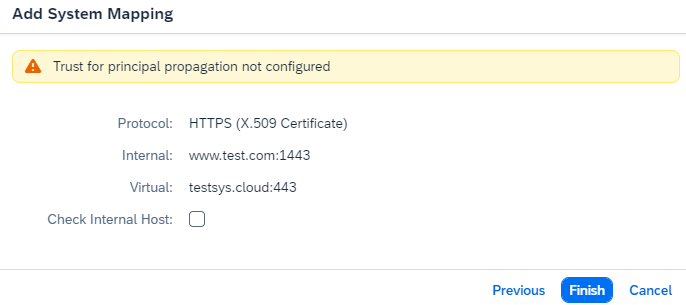 Add System Mapping
Trust for principal propagation not configured
Protocol: HTTPS (X.509 Certificate)
Internal: www.test.com:1443
Virtual: testsys.cloud:443
Check Internal Host:
Previous Finish Cancel